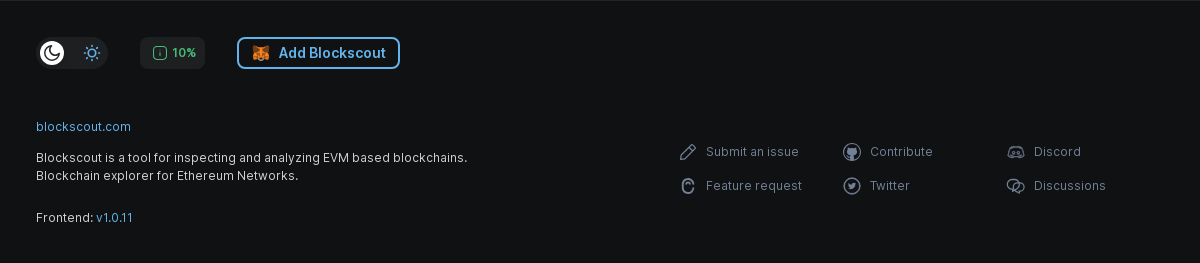 10%
Add Blockscout
blockscout.com
Blockscout is a tool for inspecting and analyzing EVM based blockchains.
Blockchain explorer for Ethereum Networks.
Frontend: v1.0.11
Submit an issue
Contribute
Discord
Feature request
Twitter
Discussions